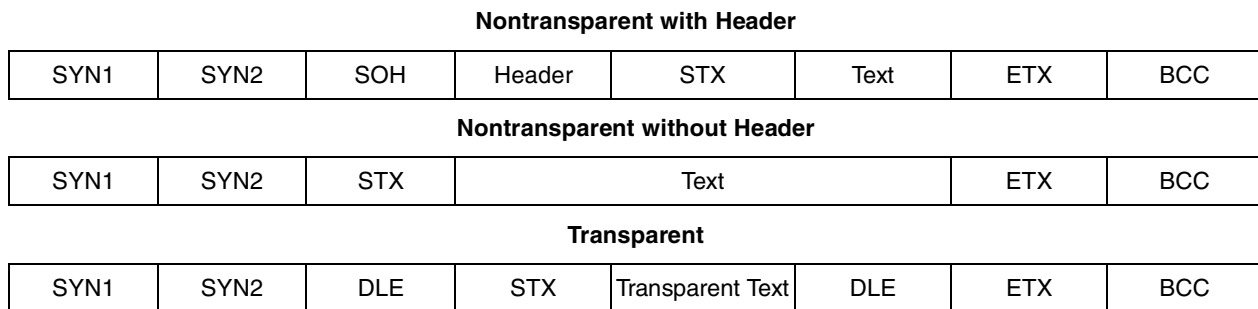 Nontransparent with Header
SYN1 SYN2 SOH Header STX Text ETX BCC
Nontransparent without Header
SYN1 SYN2 STX Text ETX BCC
Transparent
SYN1 SYN2 DLE STX Transparent Text DLE ETX BCC